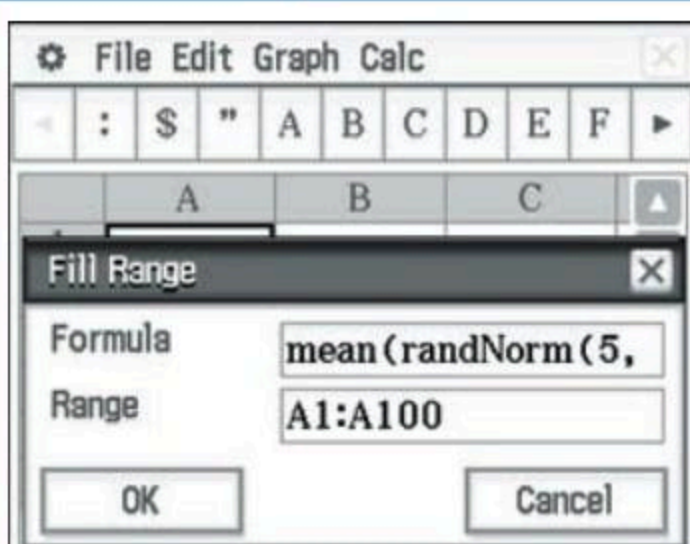 File Edit Graph Calc
: $ " A B C D E F
A B C
Fill Range
Formula mean(randNorm(5,
Range A1:A100
OK Cancel